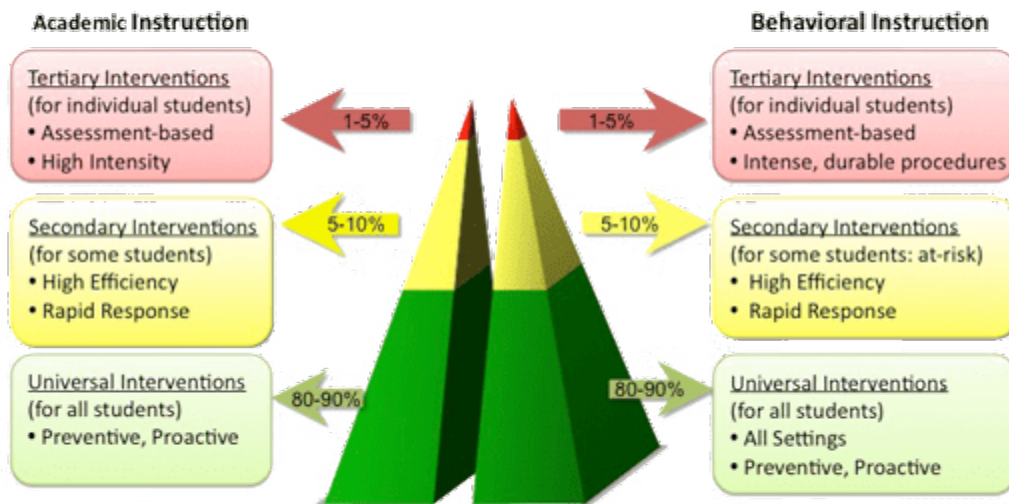 Academic Instruction
Tertiary Interventions
(for individual students)
• Assessment-based
• High Intensity
1-5%
Secondary Interventions
(for some students)
• High Efficiency
• Rapid Response
5-10%
Universal Interventions
(for all students)
• Preventive, Proactive
80-90%
Behavioral Instruction
1-5%
Tertiary Interventions
(for individual students)
• Assessment-based
• Intense, durable procedures
5-10%
Secondary Interventions
(for some students: at-risk)
• High Efficiency
• Rapid Response
80-90%
Universal Interventions
(for all students)
• All Settings
• Preventive, Proactive